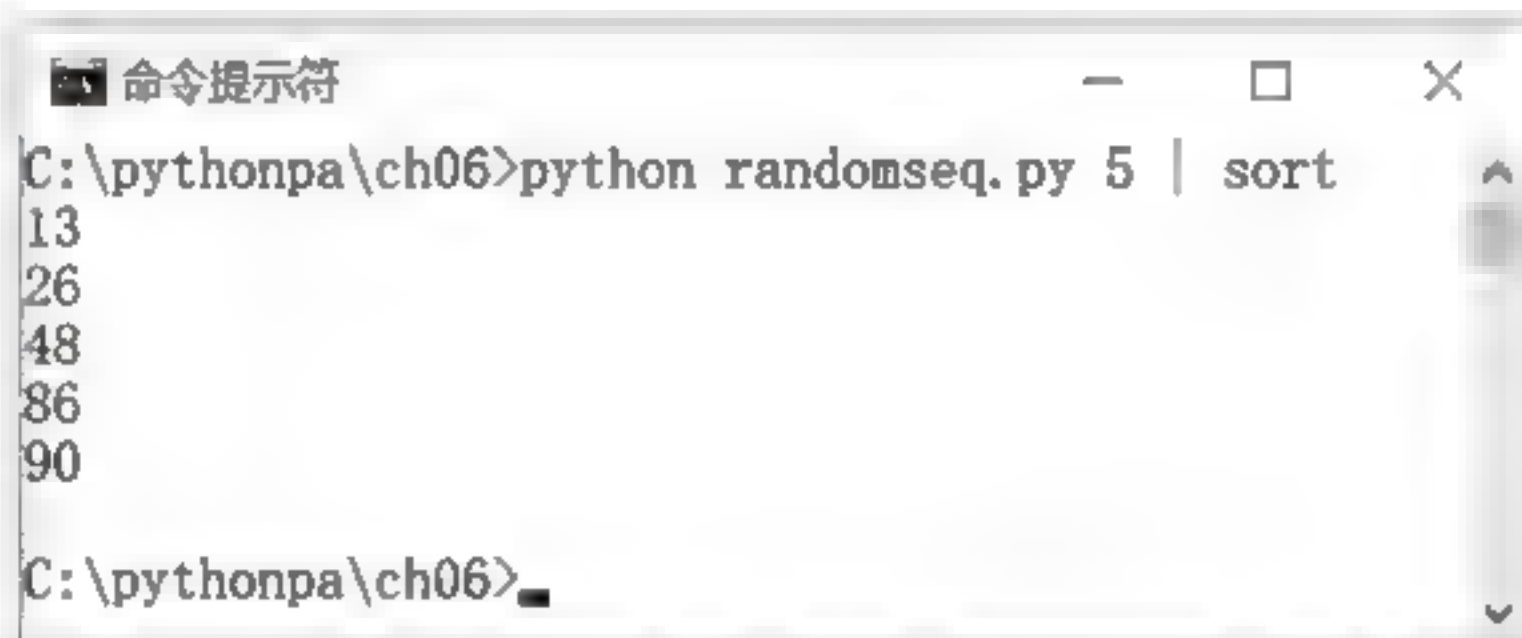 命令提示符
C:\pythonpa\ch06>python randomseq.py 5 | sort
13
26
48
86
90
C:\pythonpa\ch06>